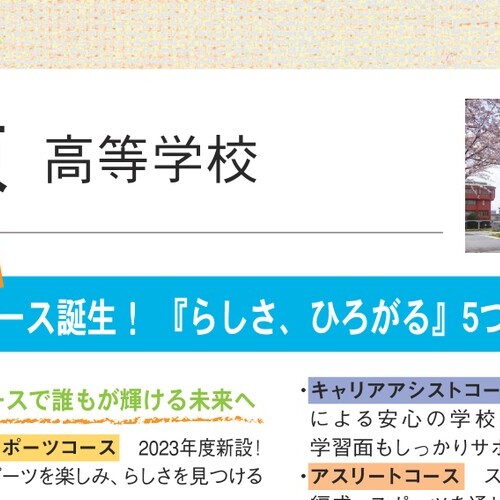 高等学校
ース誕生！『らしさ、ひろがる』5つ
ースで誰もが輝ける未来へ
ポーツコース 2023年度新設！
ーツを楽しみ、らしさを見つける
・キャリアアシストコー
による安心の学校
学習面もしっかりサポ
・アスリートコース ス